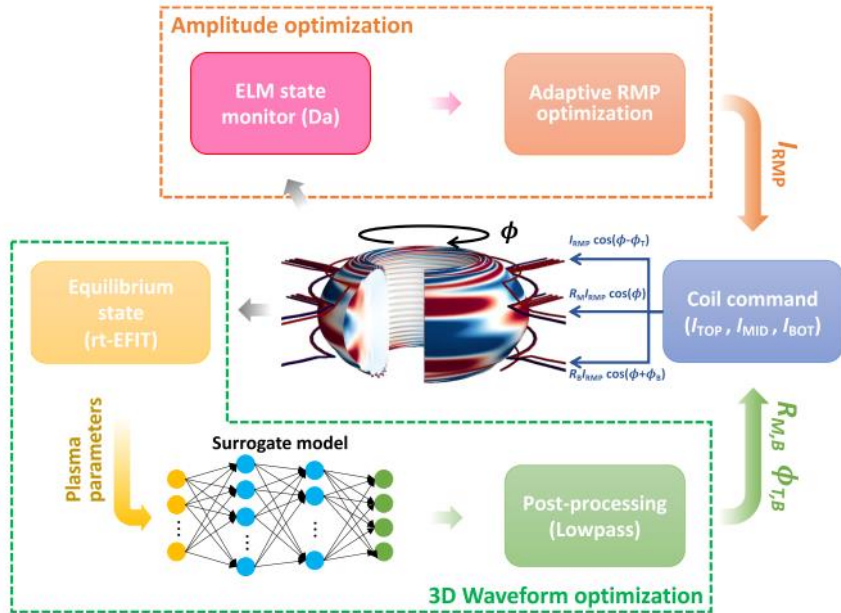 Amplitude optimization
ELM state
monitor (Da)
Adaptive RMP
optimization
I_RMP
ϕ
I_RMP cos(ϕ-ϕ_T)
R_M I_RMP cos(ϕ)
R_B I_RMP cos(ϕ+ϕ_B)
Coil command
(I_TOP , I_MID , I_BOT)
Equilibrium
state
(rt-EFIT)
Plasma
parameters
Surrogate model
Post-processing
(Lowpass)
R_M,B ϕ_T,B
3D Waveform optimization